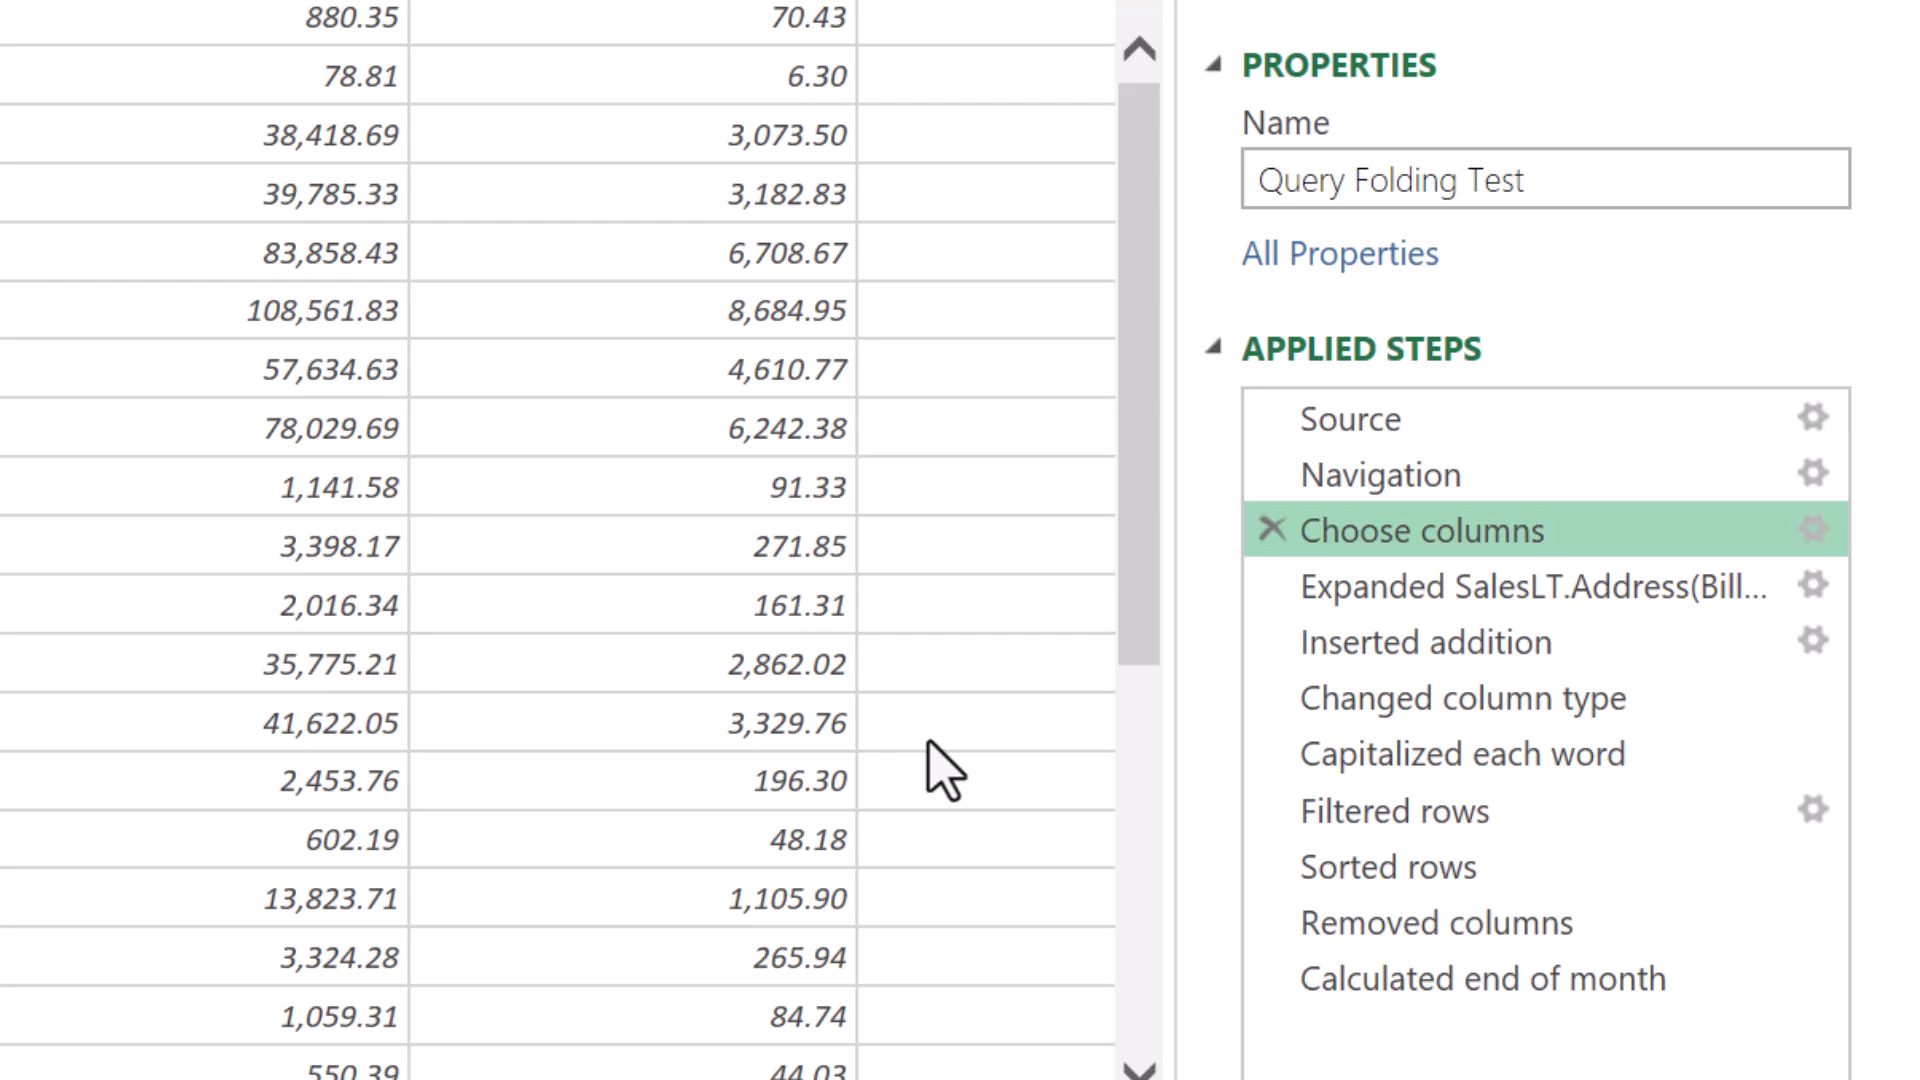 880.35 70.43
78.81 6.30
38,418.69 3,073.50
39,785.33 3,182.83
83,858.43 6,708.67
108,561.83 8,684.95
57,634.63 4,610.77
78,029.69 6,242.38
1,141.58 91.33
3,398.17 271.85
2,016.34 161.31
35,775.21 2,862.02
41,622.05 3,329.76
2,453.76 196.30
602.19 48.18
13,823.71 1,105.90
3,324.28 265.94
1,059.31 84.74
550.39 44.03
PROPERTIES
Name
Query Folding Test
All Properties
APPLIED STEPS
Source
Navigation
Choose columns
Expanded SalesLT.Address(Bill...
Inserted addition
Changed column type
Capitalized each word
Filtered rows
Sorted rows
Removed columns
Calculated end of month